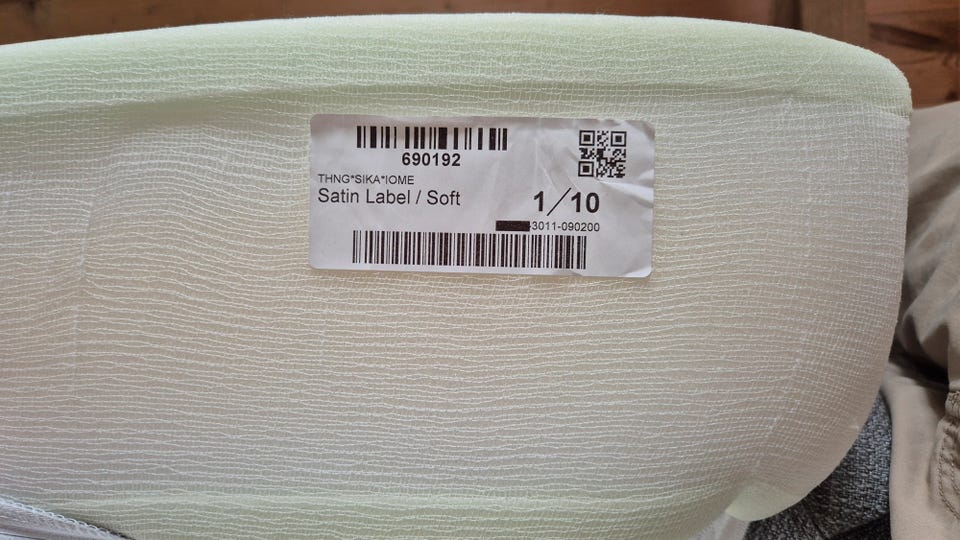 690192
THNG*SIKA*IOME
Satin Label / Soft
1/10
3011-090200